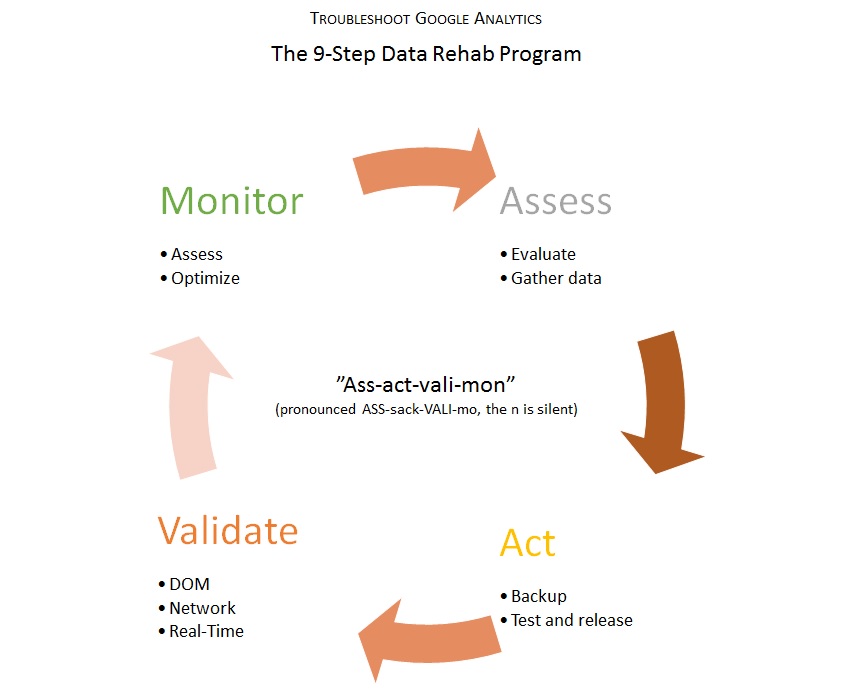 Troubleshoot Google Analytics
The 9-Step Data Rehab Program
Monitor
• Assess
• Optimize
Assess
• Evaluate
• Gather data
”Ass-act-vali-mon”
(pronounced ASS-sack-VALI-mo, the n is silent)
Validate
• DOM
• Network
• Real-Time
Act
• Backup
• Test and release